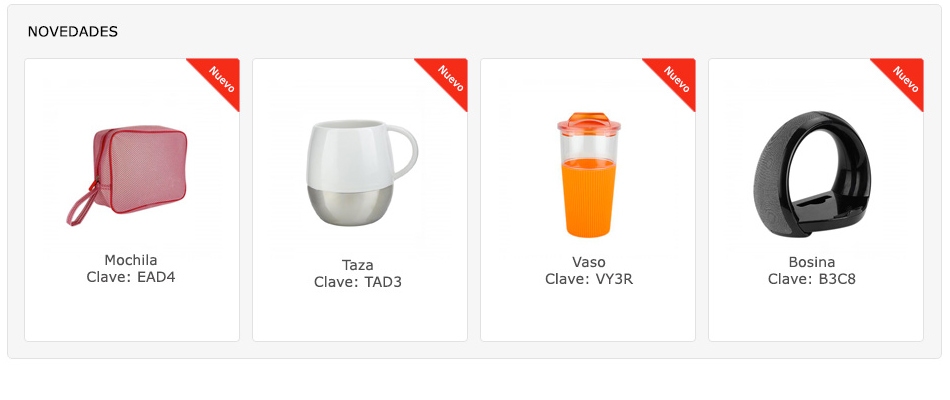 NOVEDADES
Nuevo
Mochila
Clave: EAD4
Nuevo
Taza
Clave: TAD3
Nuevo
Vaso
Clave: VY3R
Nuevo
Bosina
Clave: B3C8